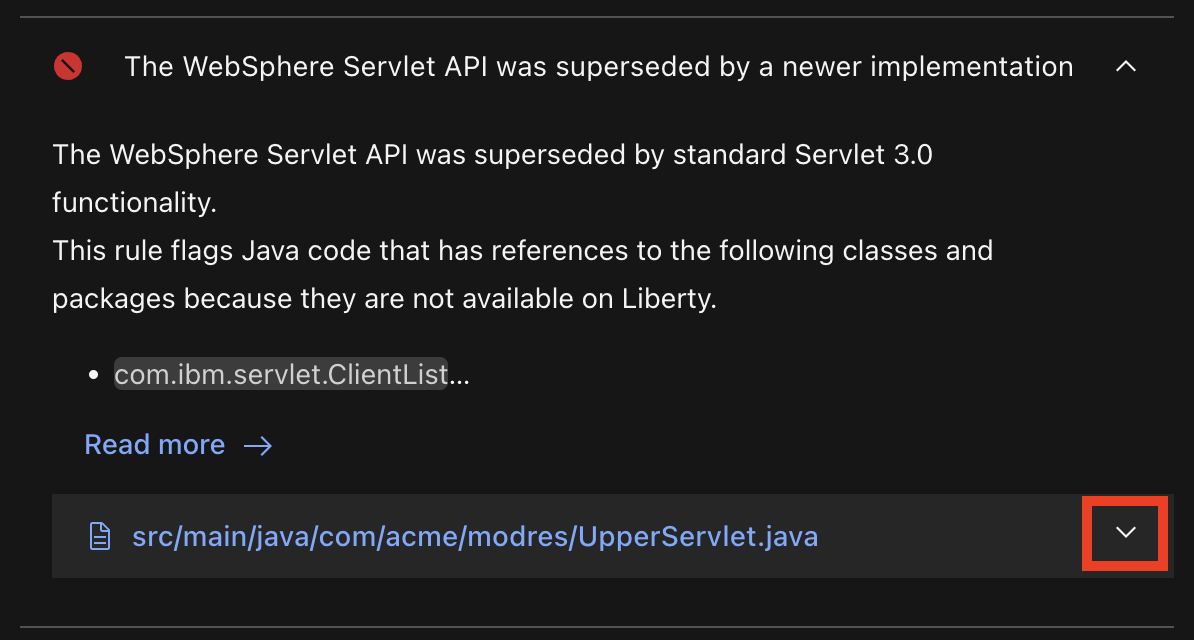 The WebSphere Servlet API was superseded by a newer implementation
The WebSphere Servlet API was superseded by standard Servlet 3.0
functionality.
This rule flags Java code that has references to the following classes and
packages because they are not available on Liberty.
• com.ibm.servlet.ClientList...
Read more →
src/main/java/com/acme/modres/UpperServlet.java